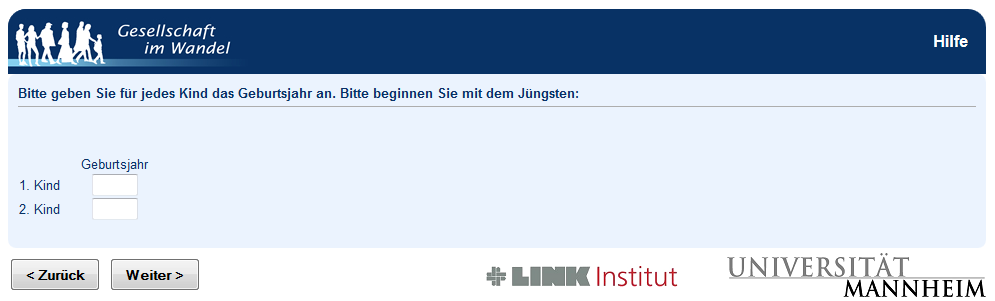 Gesellschaft
im Wandel
Hilfe
Bitte geben Sie für jedes Kind das Geburtsjahr an. Bitte beginnen Sie mit dem Jüngsten:
Geburtsjahr
1. Kind
2. Kind
< Zurück
Weiter >
LINK Institut
UNIVERSITÄT
MANNHEIM